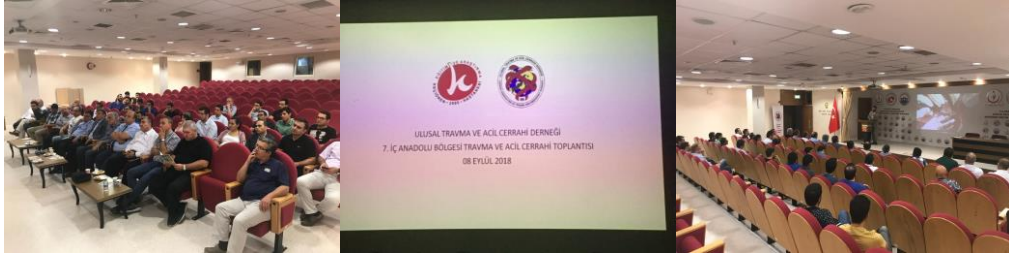 ULUSAL TRAVMA VE ACİL CERRAHİ DERNEĞİ
7. İÇ ANADOLU BÖLGESİ TRAVMA VE ACİL CERRAHİ TOPLANTISI
08 EYLÜL 2018